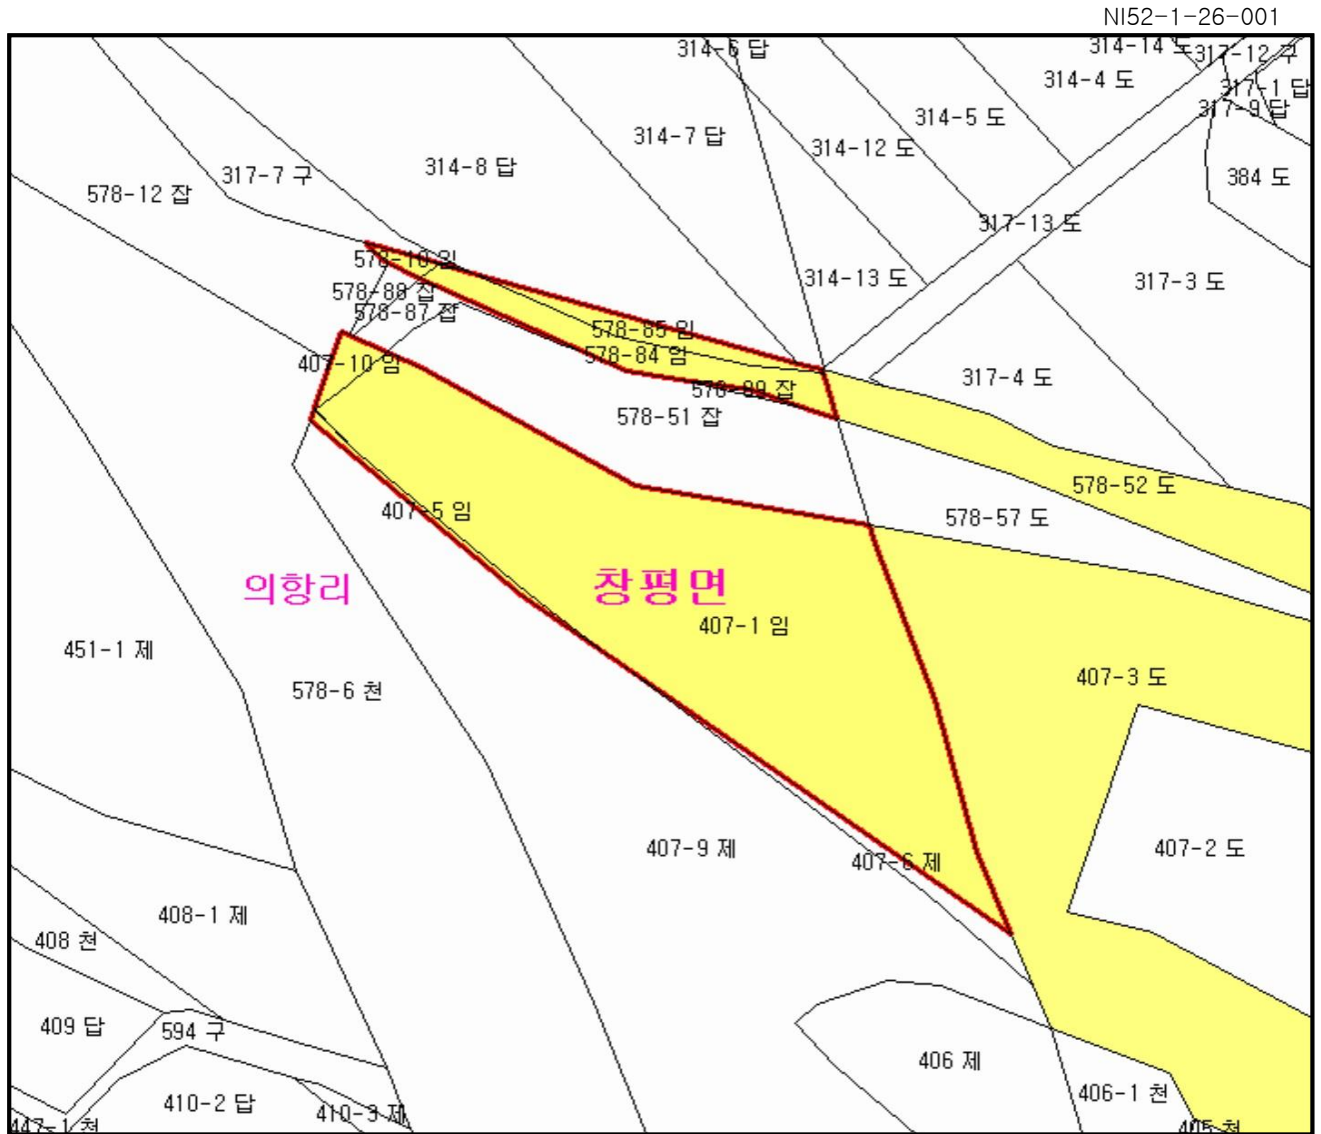 NI52-1-26-001
314-6 답
314-14 도
317-12 구
314-4 도
317-1 답
317-9 답
314-5 도
314-7 답
314-12 도
314-8 답
317-7 구
384 도
578-12 잡
317-13 도
578-10 임
314-13 도
317-3 도
578-88 잡
578-87 잡
578-85 임
578-84 임
407-10 임
317-4 도
578-89 잡
578-51 잡
578-52 도
407-5 임
578-57 도
의항리
창평면
407-1 임
451-1 제
407-3 도
578-6 천
407-9 제
407-6 제
407-2 도
408-1 제
408 천
409 답
594 구
406 제
406-1 천
410-2 답
410-3 제
447-1 천
405 천